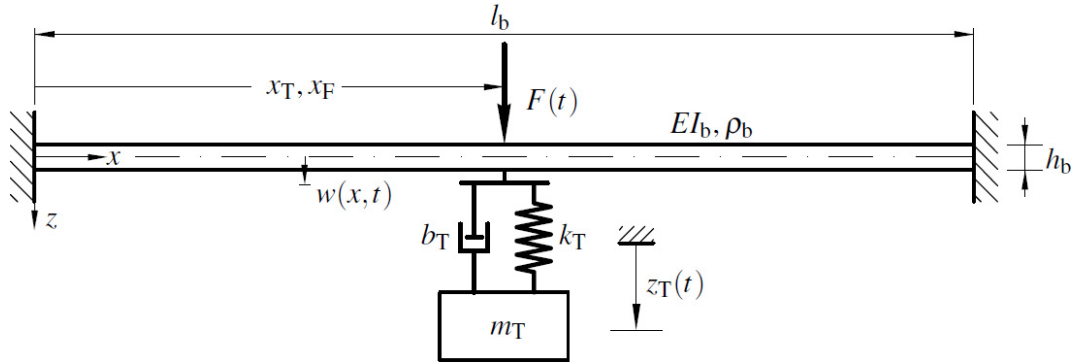 l_b
x_T, x_F
F(t)
EI_b, ρ_b
x
h_b
w(x,t)
z
b_T
k_T
z_T(t)
m_T